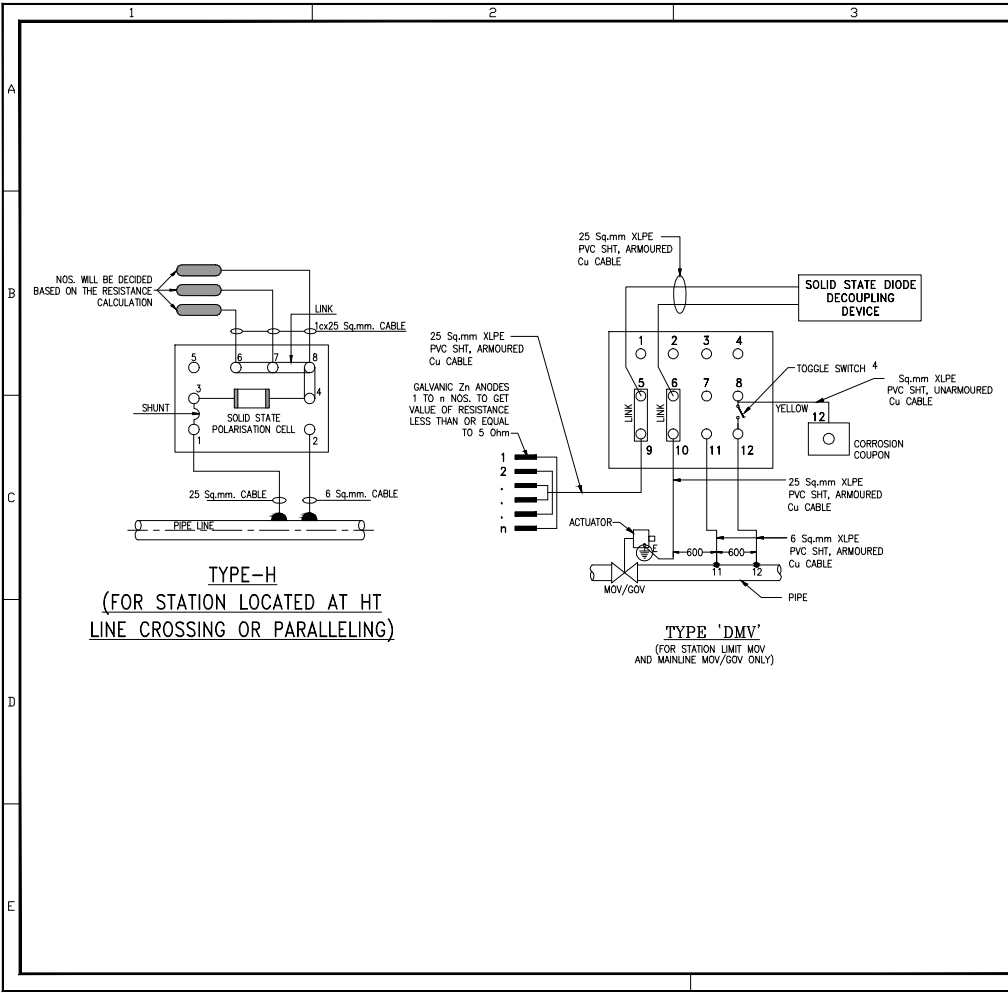 1
2
3
A
B
C
D
E
NOS. WILL BE DECIDED
BASED ON THE RESISTANCE
CALCULATION
LINK
1cx25 Sq.mm. CABLE
5
6
7
8
3
4
SHUNT
SOLID STATE
POLARISATION CELL
1
2
25 Sq.mm. CABLE
6 Sq.mm. CABLE
PIPE LINE
TYPE-H
(FOR STATION LOCATED AT HT
LINE CROSSING OR PARALLELING)
25 Sq.mm XLPE
PVC SHT, ARMOURED
Cu CABLE
SOLID STATE DIODE
DECOUPLING
DEVICE
25 Sq.mm XLPE
PVC SHT, ARMOURED
Cu CABLE
GALVANIC Zn ANODES
1 TO n NOS. TO GET
VALUE OF RESISTANCE
LESS THAN OR EQUAL
TO 5 Ohm
1
2
.
.
.
n
1
2
3
4
5
6
7
8
LINK
LINK
9
10
11
12
TOGGLE SWITCH 4
Sq.mm XLPE
PVC SHT, UNARMOURED
Cu CABLE
YELLOW
12
CORROSION
COUPON
25 Sq.mm XLPE
PVC SHT, ARMOURED
Cu CABLE
ACTUATOR
E
600
600
6 Sq.mm XLPE
PVC SHT, ARMOURED
Cu CABLE
11
12
MOV/GOV
PIPE
TYPE 'DMV'
(FOR STATION LIMIT MOV
AND MAINLINE MOV/GOV ONLY)